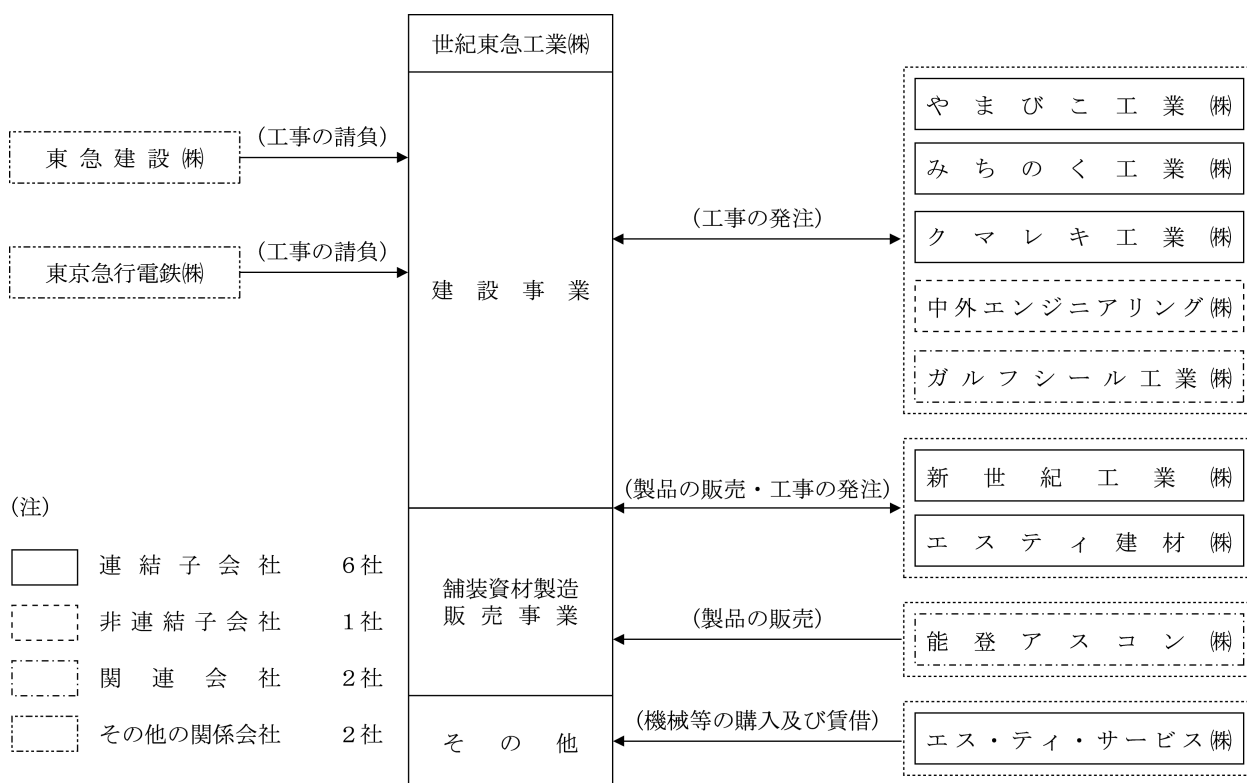 世紀東急工業㈱
東急建設㈱
(工事の請負)
東京急行電鉄㈱
(工事の請負)
建設事業
(工事の発注)
やまびこ工業㈱
みちのく工業㈱
クマレキ工業㈱
中外エンジニアリング㈱
ガルフシール工業㈱
(製品の販売・工事の発注)
新世紀工業㈱
エスティ建材㈱
舗装資材製造
販売事業
(製品の販売)
能登アスコン㈱
その他
(機械等の購入及び賃借)
エス・ティ・サービス㈱
(注)
連結子会社 6社
非連結子会社 1社
関連会社 2社
その他の関係会社 2社